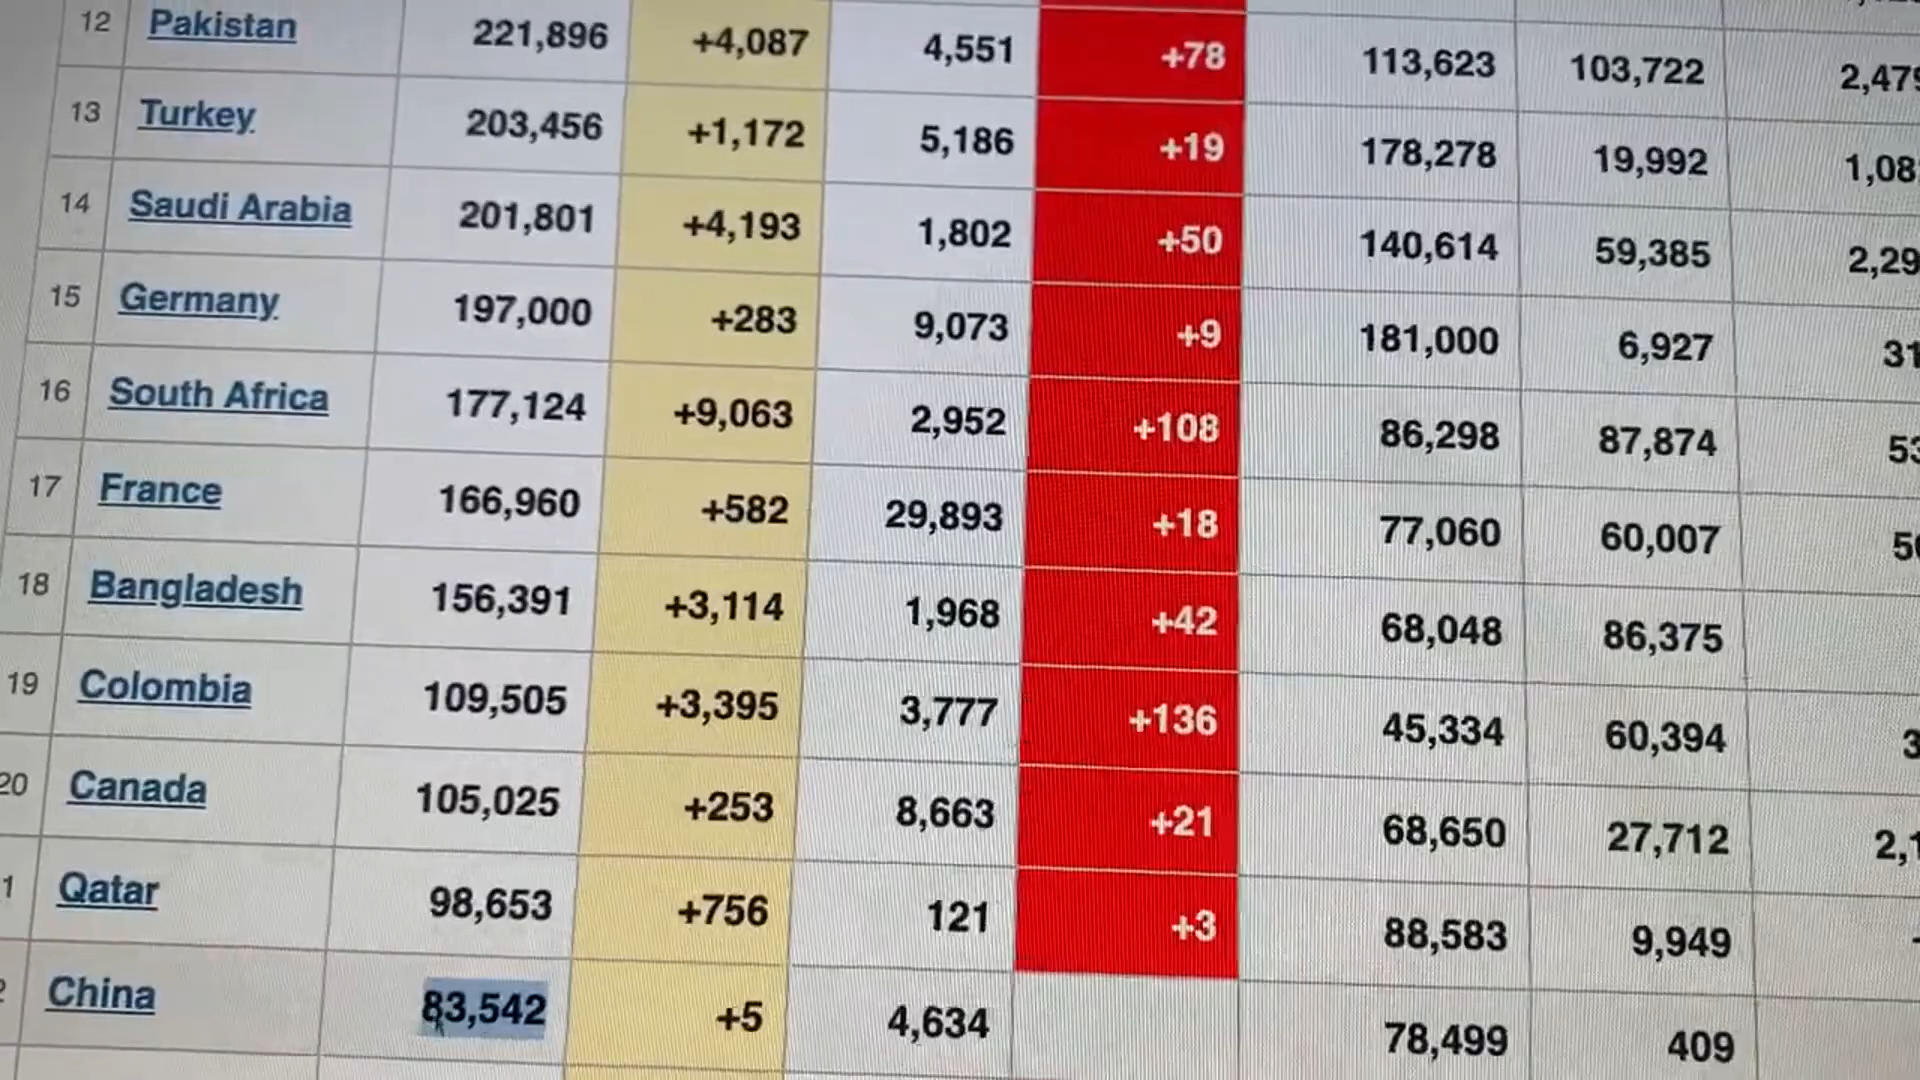 12 Pakistan 221,896 +4,087 4,551 +78 113,623 103,722
13 Turkey 203,456 +1,172 5,186 +19 178,278 19,992
14 Saudi Arabia 201,801 +4,193 1,802 +50 140,614 59,385
15 Germany 197,000 +283 9,073 +9 181,000 6,927
16 South Africa 177,124 +9,063 2,952 +108 86,298 87,874
17 France 166,960 +582 29,893 +18 77,060 60,007
18 Bangladesh 156,391 +3,114 1,968 +42 68,048 86,375
19 Colombia 109,505 +3,395 3,777 +136 45,334 60,394
20 Canada 105,025 +253 8,663 +21 68,650 27,712
1 Qatar 98,653 +756 121 +3 88,583 9,949
China 83,542 +5 4,634 78,499 409